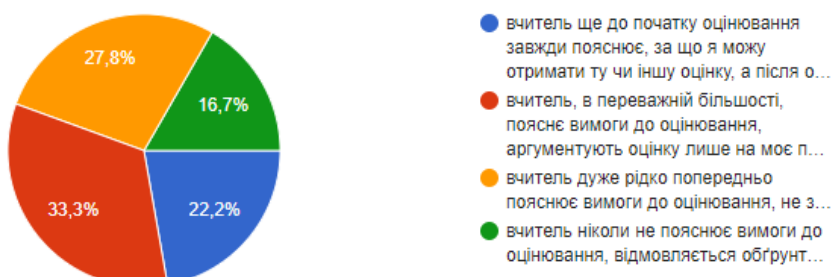 27,8%
16,7%
33,3%
22,2%
вчитель ще до початку оцінювання
завжди пояснює, за що я можу
отримати ту чи іншу оцінку, а після о...
вчитель, в переважній більшості,
пояснє вимоги до оцінювання,
аргументують оцінку лише на моє п...
вчитель дуже рідко попередньо
пояснює вимоги до оцінювання, не з...
вчитель ніколи не пояснює вимоги до
оцінювання, відмовляється обґрунт...